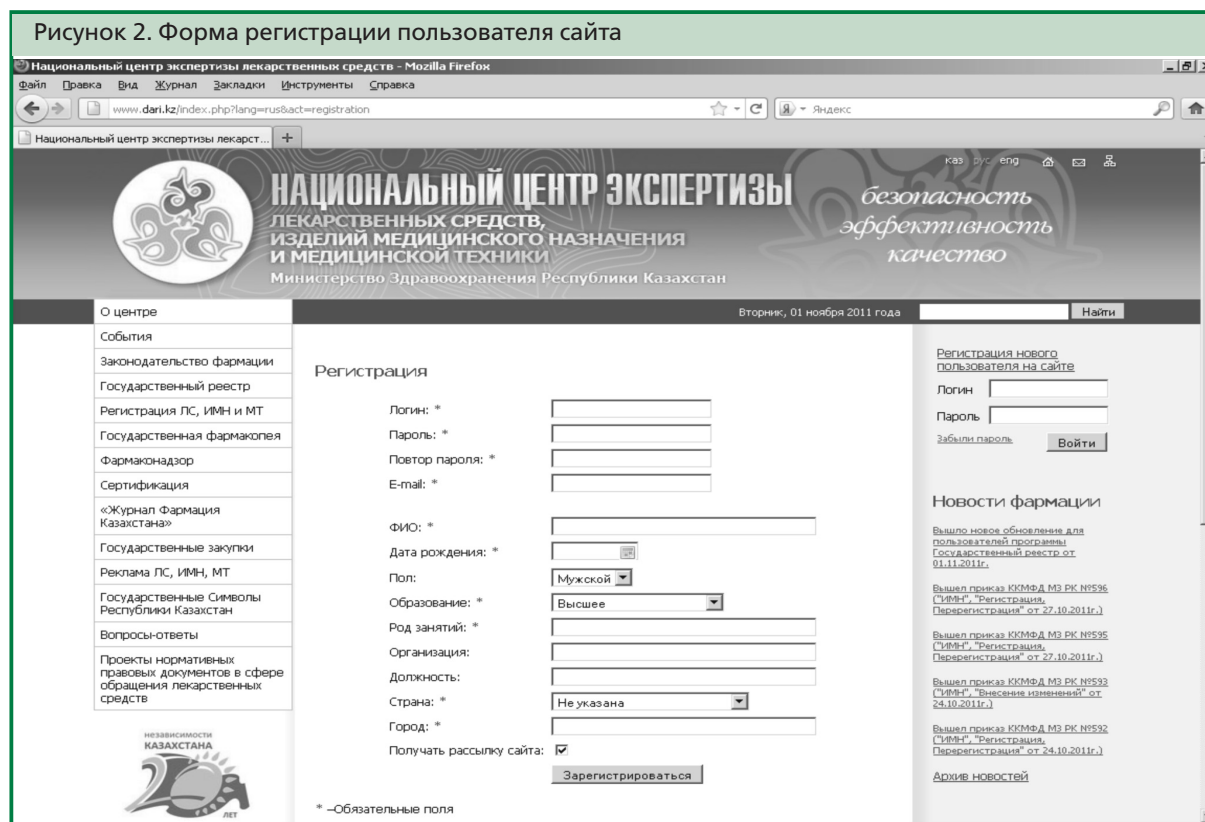 Рисунок 2. Форма регистрации пользователя сайта
Национальный центр экспертизы лекарственных средств - Mozilla Firefox
Файл Правка Вид Журнал Закладки Инструменты Справка
www.dari.kz/index.php?lang=rus&act=registration
Яндекс
Национальный центр экспертизы лекарст...
каз рус eng
НАЦИОНАЛЬНЫЙ ЦЕНТР ЭКСПЕРТИЗЫ
ЛЕКАРСТВЕННЫХ СРЕДСТВ,
ИЗДЕЛИЙ МЕДИЦИНСКОГО НАЗНАЧЕНИЯ
И МЕДИЦИНСКОЙ ТЕХНИКИ
Министерство Здравоохранения Республики Казахстан
безопасность
эффективность
качество
Вторник, 01 ноября 2011 года
Найти
О центре
События
Законодательство фармации
Государственный реестр
Регистрация ЛС, ИМН и МТ
Государственная фармакопея
Фармаконадзор
Сертификация
«Журнал Фармация
Казахстана»
Государственные закупки
Реклама ЛС, ИМН, МТ
Государственные Символы
Республики Казахстан
Вопросы-ответы
Проекты нормативных
правовых документов в сфере
обращения лекарственных
средств
НЕЗАВИСИМОСТИ
КАЗАХСТАНА
20
ЛЕТ
Регистрация
Логин: *
Пароль: *
Повтор пароля: *
E-mail: *
ФИО: *
Дата рождения: *
Пол: Мужской
Образование: * Высшее
Род занятий: *
Организация:
Должность:
Страна: * Не указана
Город: *
Получать рассылку сайта:
Зарегистрироваться
* –Обязательные поля
Регистрация нового
пользователя на сайте
Логин
Пароль
Забыли пароль
Войти
Новости фармации
Вышло новое обновление для
пользователей программы
Государственный реестр от
01.11.2011г.
Вышел приказ ККМФД МЗ РК №596
("ИМН", "Регистрация,
Перерегистрация" от 27.10.2011г.)
Вышел приказ ККМФД МЗ РК №595
("ИМН", "Регистрация,
Перерегистрация" от 27.10.2011г.)
Вышел приказ ККМФД МЗ РК №593
("ИМН", "Внесение изменений" от
24.10.2011г.)
Вышел приказ ККМФД МЗ РК №592
("ИМН", "Регистрация,
Перерегистрация" от 24.10.2011г.)
Архив новостей